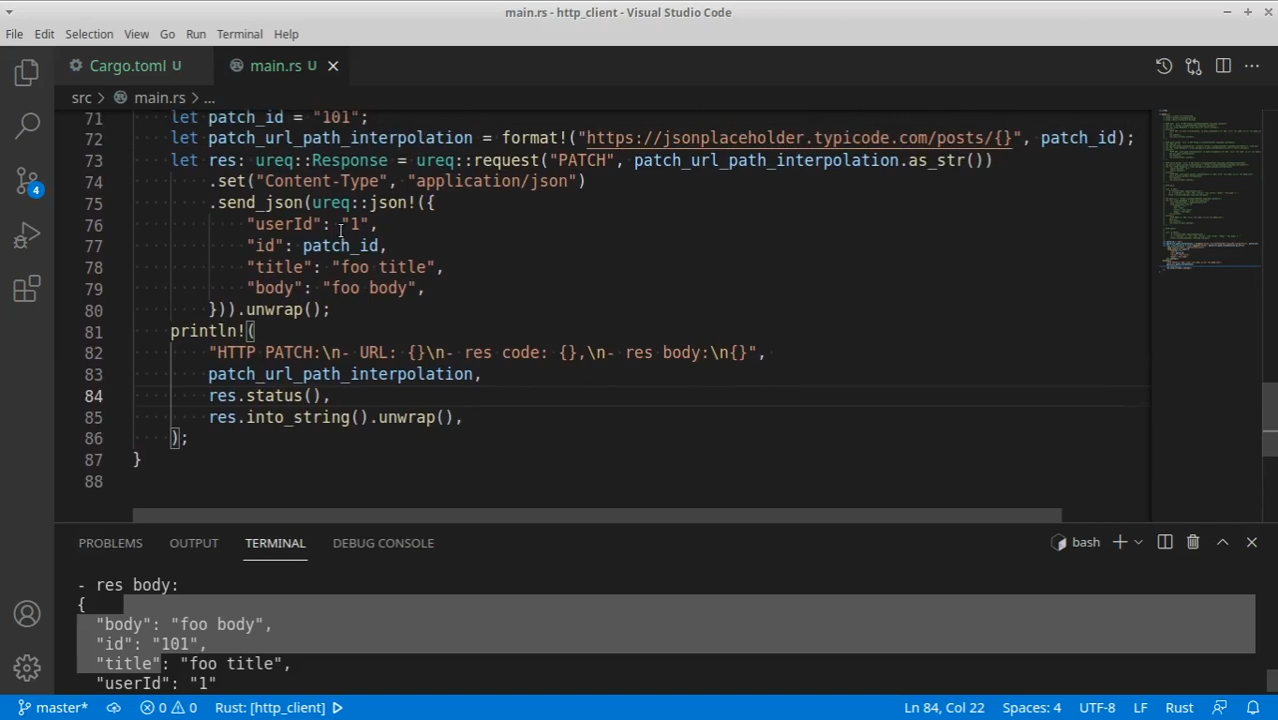 main.rs - http_client - Visual Studio Code
File Edit Selection View Go Run Terminal Help
Cargo.toml U main.rs U
src > main.rs > ...
71 let patch_id = "101";
72 let patch_url_path_interpolation = format!("https://jsonplaceholder.typicode.com/posts/{}", patch_id);
73 let res: ureq::Response = ureq::request("PATCH", patch_url_path_interpolation.as_str())
74 .set("Content-Type", "application/json")
75 .send_json(ureq::json!({
76 "userId": "1",
77 "id": patch_id,
78 "title": "foo title",
79 "body": "foo body",
80 })).unwrap();
81 println!(
82 "HTTP PATCH:\n- URL: {}\n- res code: {},\n- res body:\n{}",
83 patch_url_path_interpolation,
84 res.status(),
85 res.into_string().unwrap(),
86 );
87 }
88
PROBLEMS OUTPUT TERMINAL DEBUG CONSOLE bash
- res body:
{
"body": "foo body",
"id": "101",
"title": "foo title",
"userId": "1"
4
master* 0 0 Rust: [http_client] Ln 84, Col 22 Spaces: 4 UTF-8 LF Rust